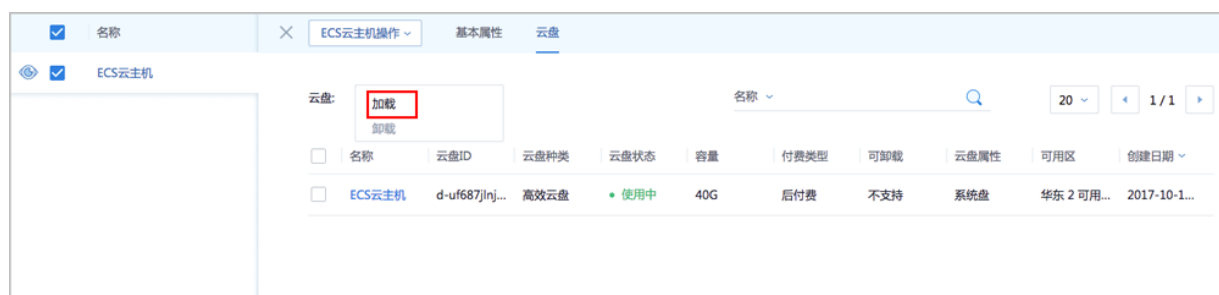 名称 ECS云主机操作 基本属性 云盘
ECS云主机
云盘: 加载 名称 20 1 / 1
卸载
名称 云盘ID 云盘种类 云盘状态 容量 付费类型 可卸载 云盘属性 可用区 创建日期
ECS云主机 d-uf687jlnj... 高效云盘 使用中 40G 后付费 不支持 系统盘 华东 2 可用... 2017-10-1...